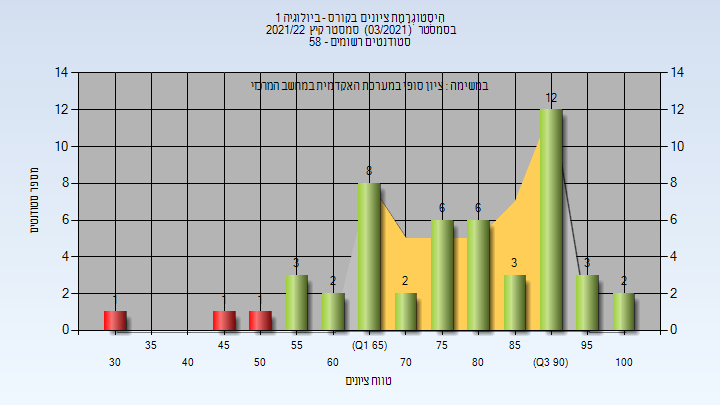 היסטוגרמת ציונים בקורס - ביולוגיה 1
בסמסטר (03/2021) סמסטר קיץ 2021/22
סטודנטים רשומים - 58
במשימה : ציון סופי במערכת האקדמית במחשב המרכזי
מספר סטודנטים
14 14
12 12
10 10
8 8
6 6
4 4
2 2
0 0
1 1 1 3 2 8 2 6 6 3 12 3 2
35 45 55 (Q1 65) 75 85 95
30 40 50 60 70 80 (Q3 90) 100
טווח ציונים